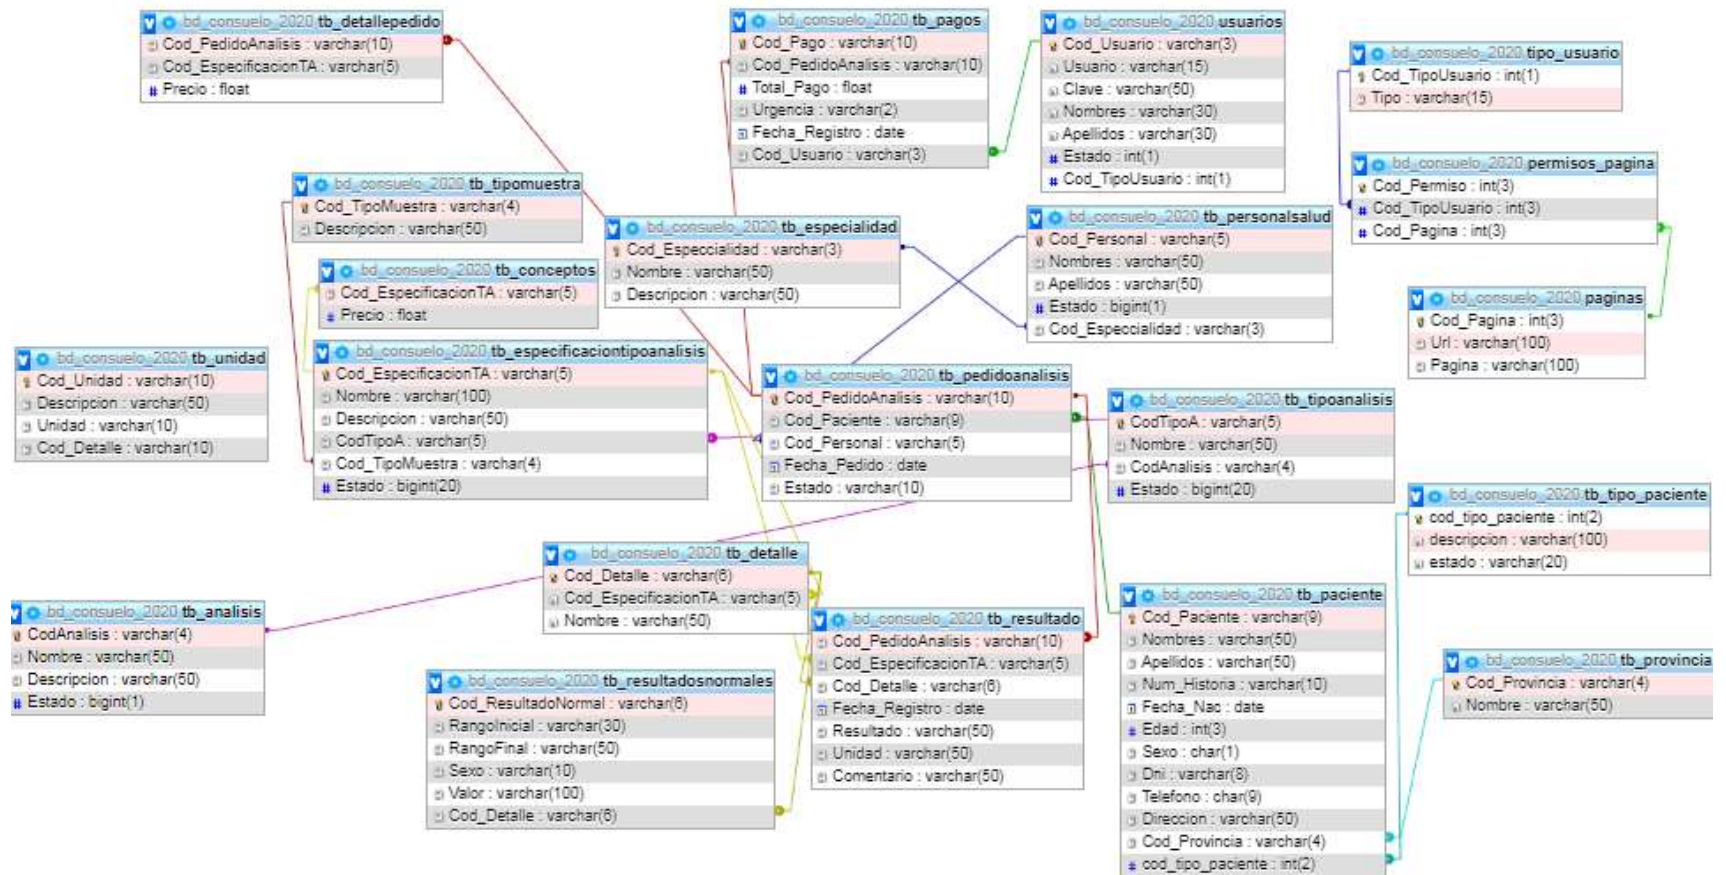 bd_consuelo_2020 tb_detallepedido
Cod_PedidoAnalisis : varchar(10)
Cod_EspecificacionTA : varchar(5)
# Precio : float
bd_consuelo_2020 tb_pagos
Cod_Pago : varchar(10)
Cod_PedidoAnalisis : varchar(10)
# Total_Pago : float
Urgencia : varchar(2)
Fecha_Registro : date
Cod_Usuario : varchar(3)
bd_consuelo_2020 usuarios
Cod_Usuario : varchar(3)
Usuario : varchar(15)
Clave : varchar(50)
Nombres : varchar(30)
Apellidos : varchar(30)
# Estado : int(1)
# Cod_TipoUsuario : int(1)
bd_consuelo_2020 tipo_usuario
Cod_TipoUsuario : int(1)
Tipo : varchar(15)
bd_consuelo_2020 permisos_pagina
Cod_Permiso : int(3)
# Cod_TipoUsuario : int(3)
# Cod_Pagina : int(3)
bd_consuelo_2020 tb_tipomuestra
Cod_TipoMuestra : varchar(4)
Descripcion : varchar(50)
bd_consuelo_2020 tb_especialidad
Cod_Especcialidad : varchar(3)
Nombre : varchar(50)
Descripcion : varchar(50)
bd_consuelo_2020 tb_personalsalud
Cod_Personal : varchar(5)
Nombres : varchar(50)
Apellidos : varchar(50)
# Estado : bigint(1)
Cod_Especcialidad : varchar(3)
bd_consuelo_2020 tb_conceptos
Cod_EspecificacionTA : varchar(5)
# Precio : float
bd_consuelo_2020 paginas
Cod_Pagina : int(3)
Url : varchar(100)
Pagina : varchar(100)
bd_consuelo_2020 tb_unidad
Cod_Unidad : varchar(10)
Descripcion : varchar(50)
Unidad : varchar(10)
Cod_Detalle : varchar(10)
bd_consuelo_2020 tb_especificaciontipoanalisis
Cod_EspecificacionTA : varchar(5)
Nombre : varchar(100)
Descripcion : varchar(50)
CodTipoA : varchar(5)
Cod_TipoMuestra : varchar(4)
# Estado : bigint(20)
bd_consuelo_2020 tb_pedidoanalisis
Cod_PedidoAnalisis : varchar(10)
Cod_Paciente : varchar(9)
Cod_Personal : varchar(5)
Fecha_Pedido : date
Estado : varchar(10)
bd_consuelo_2020 tb_tipoanalisis
CodTipoA : varchar(5)
Nombre : varchar(50)
CodAnalisis : varchar(4)
# Estado : bigint(20)
bd_consuelo_2020 tb_tipo_paciente
cod_tipo_paciente : int(2)
descripcion : varchar(100)
estado : varchar(20)
bd_consuelo_2020 tb_detalle
Cod_Detalle : varchar(6)
Cod_EspecificacionTA : varchar(5)
Nombre : varchar(50)
bd_consuelo_2020 tb_analisis
CodAnalisis : varchar(4)
Nombre : varchar(50)
Descripcion : varchar(50)
# Estado : bigint(1)
bd_consuelo_2020 tb_resultado
Cod_PedidoAnalisis : varchar(10)
Cod_EspecificacionTA : varchar(5)
Cod_Detalle : varchar(6)
Fecha_Registro : date
Resultado : varchar(50)
Unidad : varchar(50)
Comentario : varchar(50)
bd_consuelo_2020 tb_paciente
Cod_Paciente : varchar(9)
Nombres : varchar(50)
Apellidos : varchar(50)
Num_Historia : varchar(10)
Fecha_Nac : date
# Edad : int(3)
Sexo : char(1)
Dni : varchar(8)
Telefono : char(9)
Direccion : varchar(50)
Cod_Provincia : varchar(4)
# cod_tipo_paciente : int(2)
bd_consuelo_2020 tb_provincia
Cod_Provincia : varchar(4)
Nombre : varchar(50)
bd_consuelo_2020 tb_resultadosnormales
Cod_ResultadoNormal : varchar(6)
RangoInicial : varchar(30)
RangoFinal : varchar(50)
Sexo : varchar(10)
Valor : varchar(100)
Cod_Detalle : varchar(6)